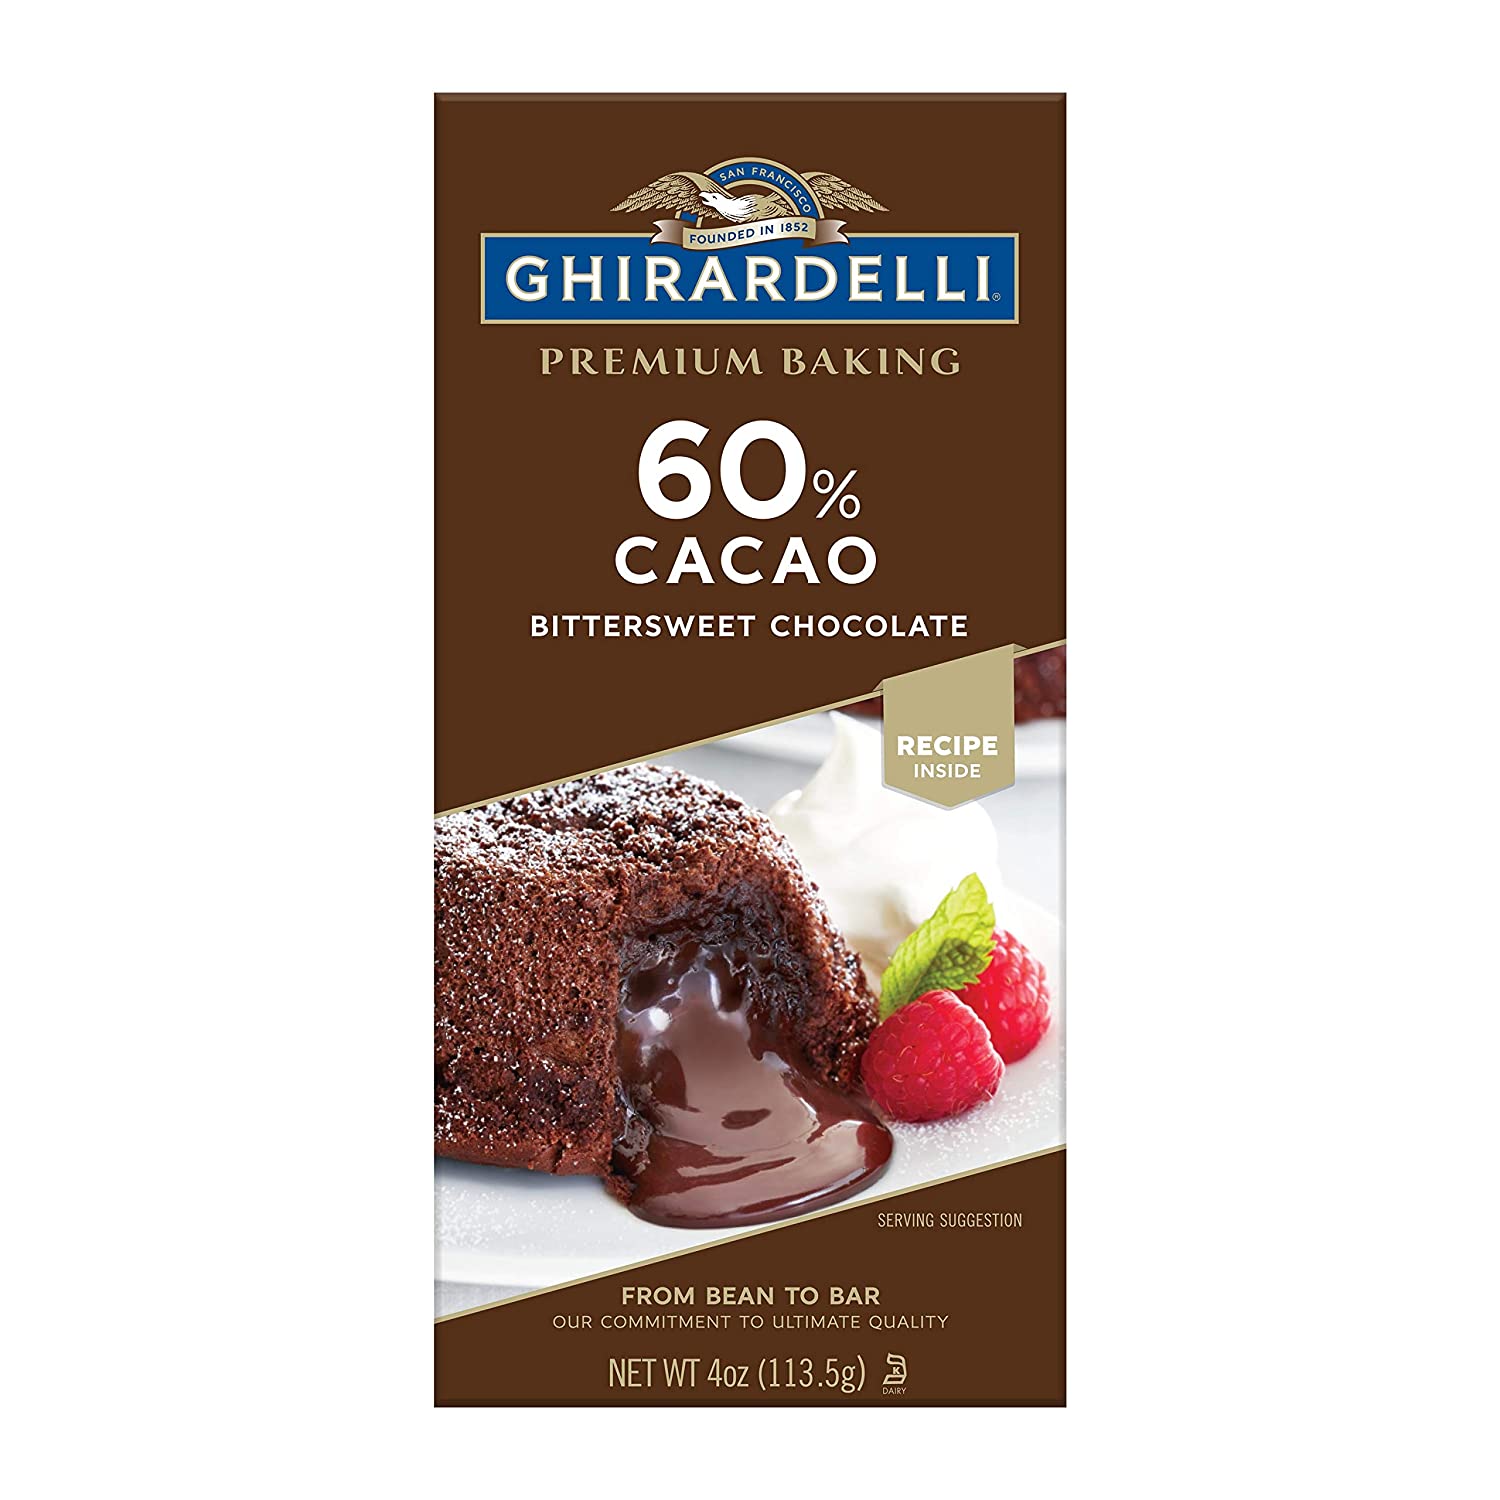 SAN FRANCISCO
FOUNDED IN 1852
GHIRARDELLI®
PREMIUM BAKING
60%
CACAO
BITTERSWEET CHOCOLATE
RECIPE
INSIDE
SERVING SUGGESTION
FROM BEAN TO BAR
OUR COMMITMENT TO ULTIMATE QUALITY
NET WT 4oz (113.5g)
K
DAIRY